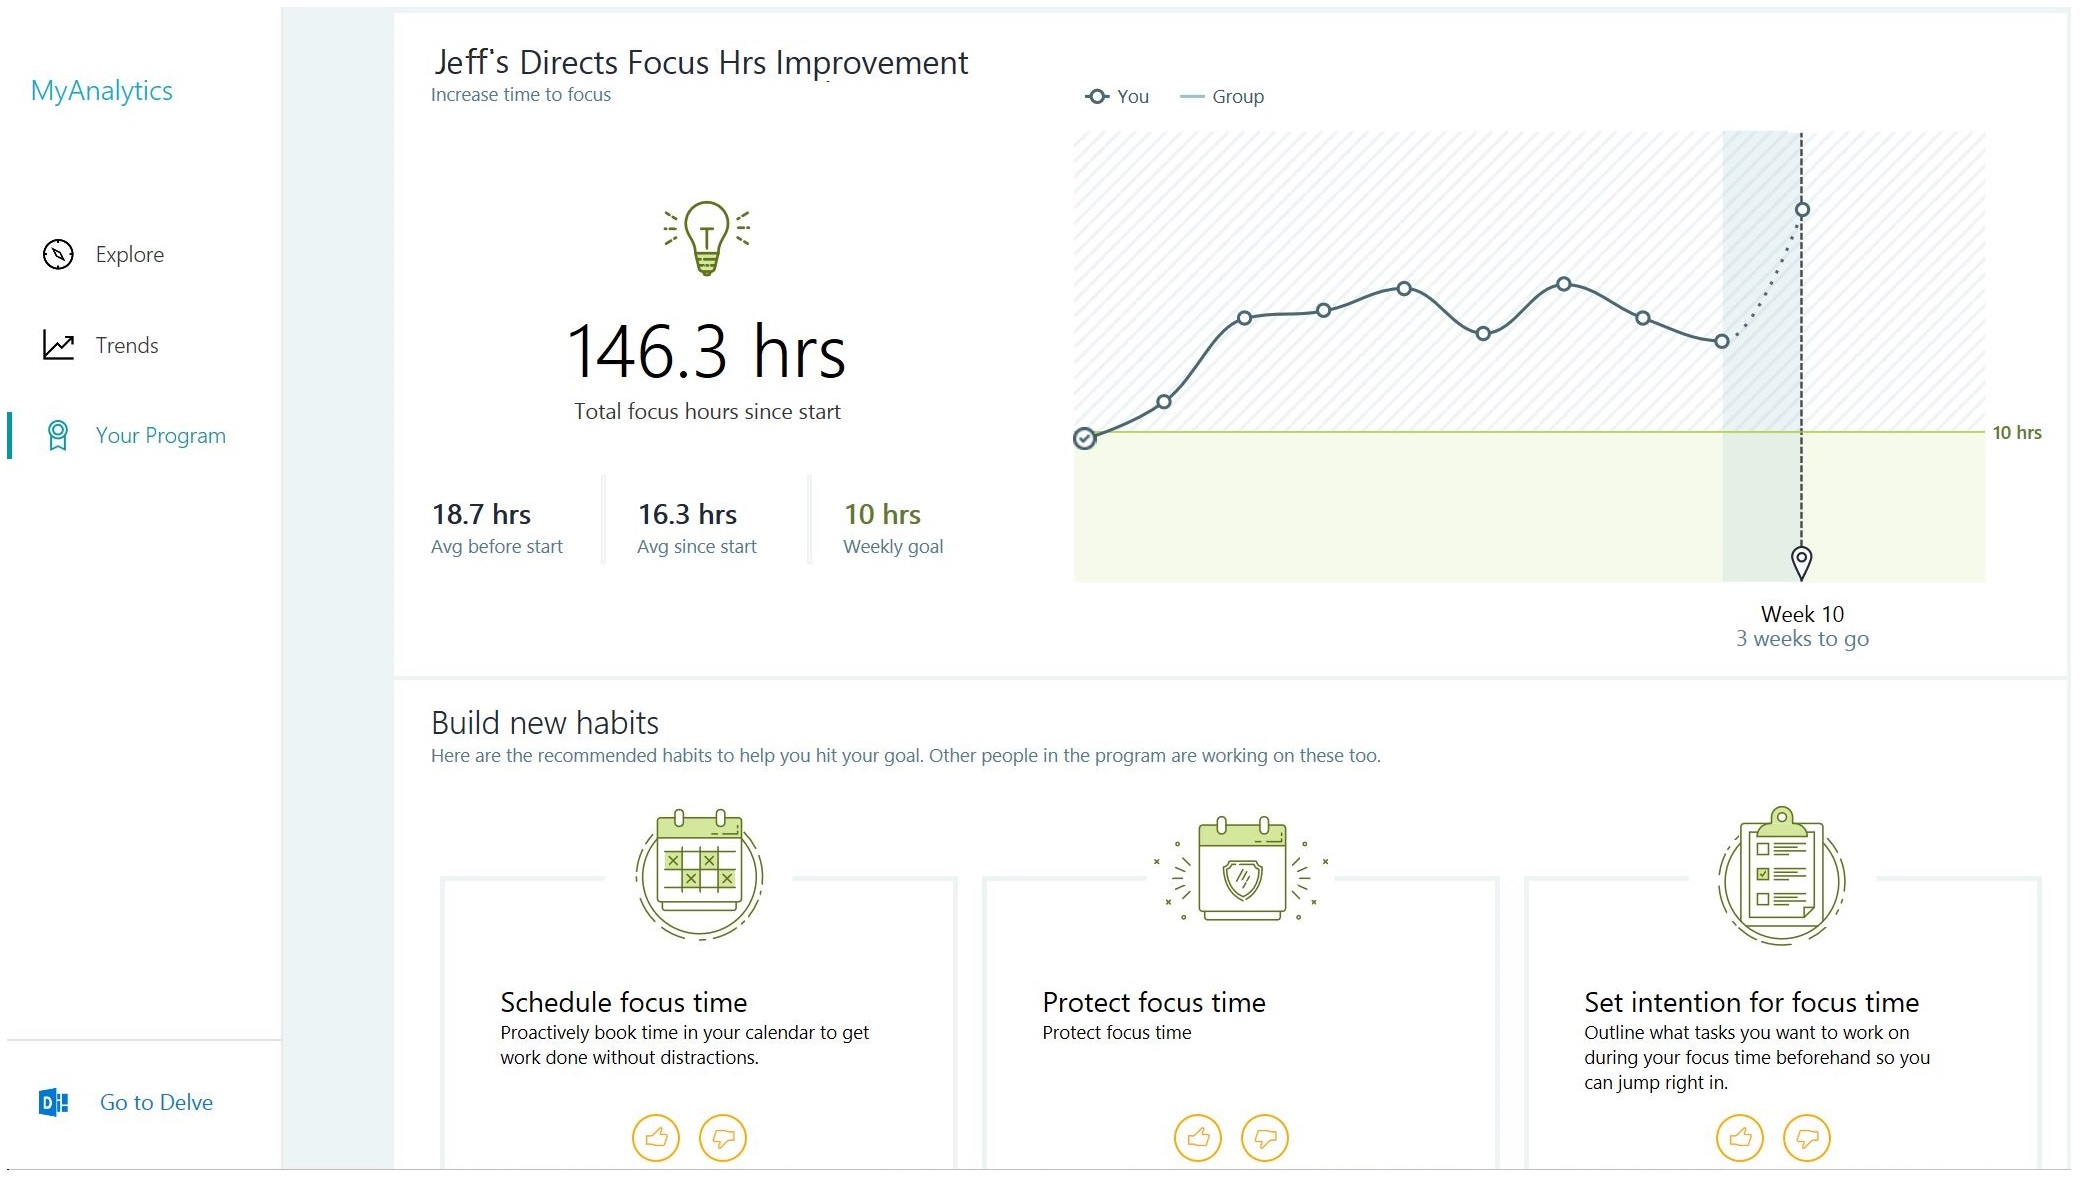 MyAnalytics
Explore
Trends
Your Program
Go to Delve
Jeff's Directs Focus Hrs Improvement
Increase time to focus
146.3 hrs
Total focus hours since start
18.7 hrs
Avg before start
16.3 hrs
Avg since start
10 hrs
Weekly goal
You
Group
10 hrs
Week 10
3 weeks to go
Build new habits
Here are the recommended habits to help you hit your goal. Other people in the program are working on these too.
Schedule focus time
Proactively book time in your calendar to get
work done without distractions.
Protect focus time
Protect focus time
Set intention for focus time
Outline what tasks you want to work on
during your focus time beforehand so you
can jump right in.